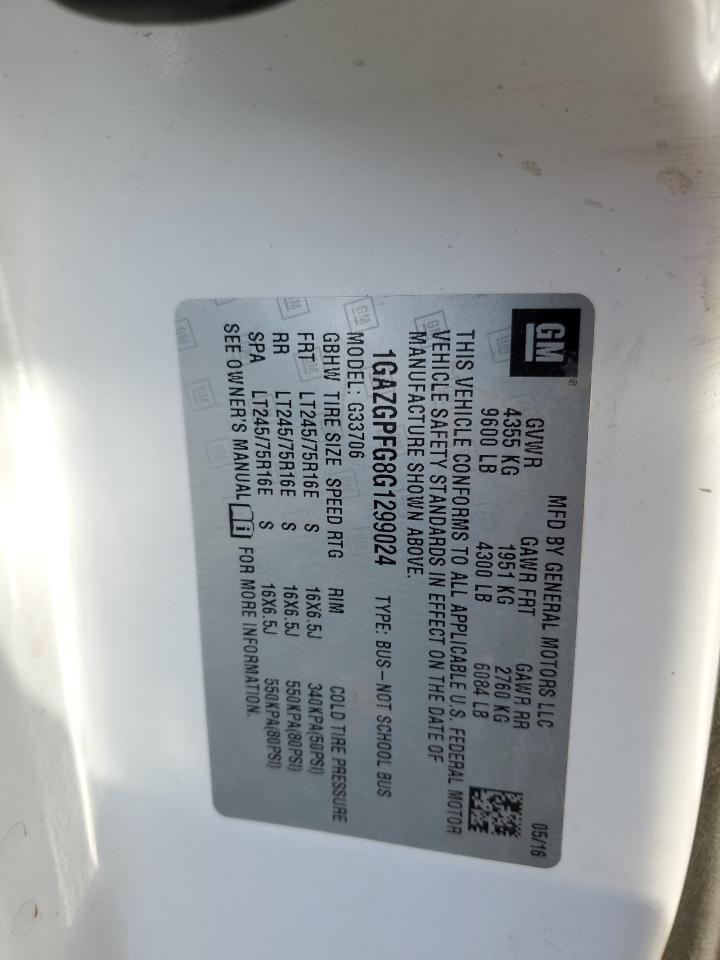 GM ®
MFD BY GENERAL MOTORS LLC 05/16
GVWR GAWR FRT GAWR RR
4355 KG 1951 KG 2760 KG
9600 LB 4300 LB 6084 LB
THIS VEHICLE CONFORMS TO ALL APPLICABLE U.S. FEDERAL MOTOR
VEHICLE SAFETY STANDARDS IN EFFECT ON THE DATE OF
MANUFACTURE SHOWN ABOVE.
1GAZGPFG8G1299024 TYPE: BUS-NOT SCHOOL BUS
MODEL: G33706
GBHW TIRE SIZE SPEED RTG RIM COLD TIRE PRESSURE
FRT LT245/75R16E S 16X6.5J 340KPA(50PSI)
RR LT245/75R16E S 16X6.5J 550KPA(80PSI)
SPA LT245/75R16E S 16X6.5J 550KPA(80PSI)
SEE OWNER'S MANUAL i FOR MORE INFORMATION.